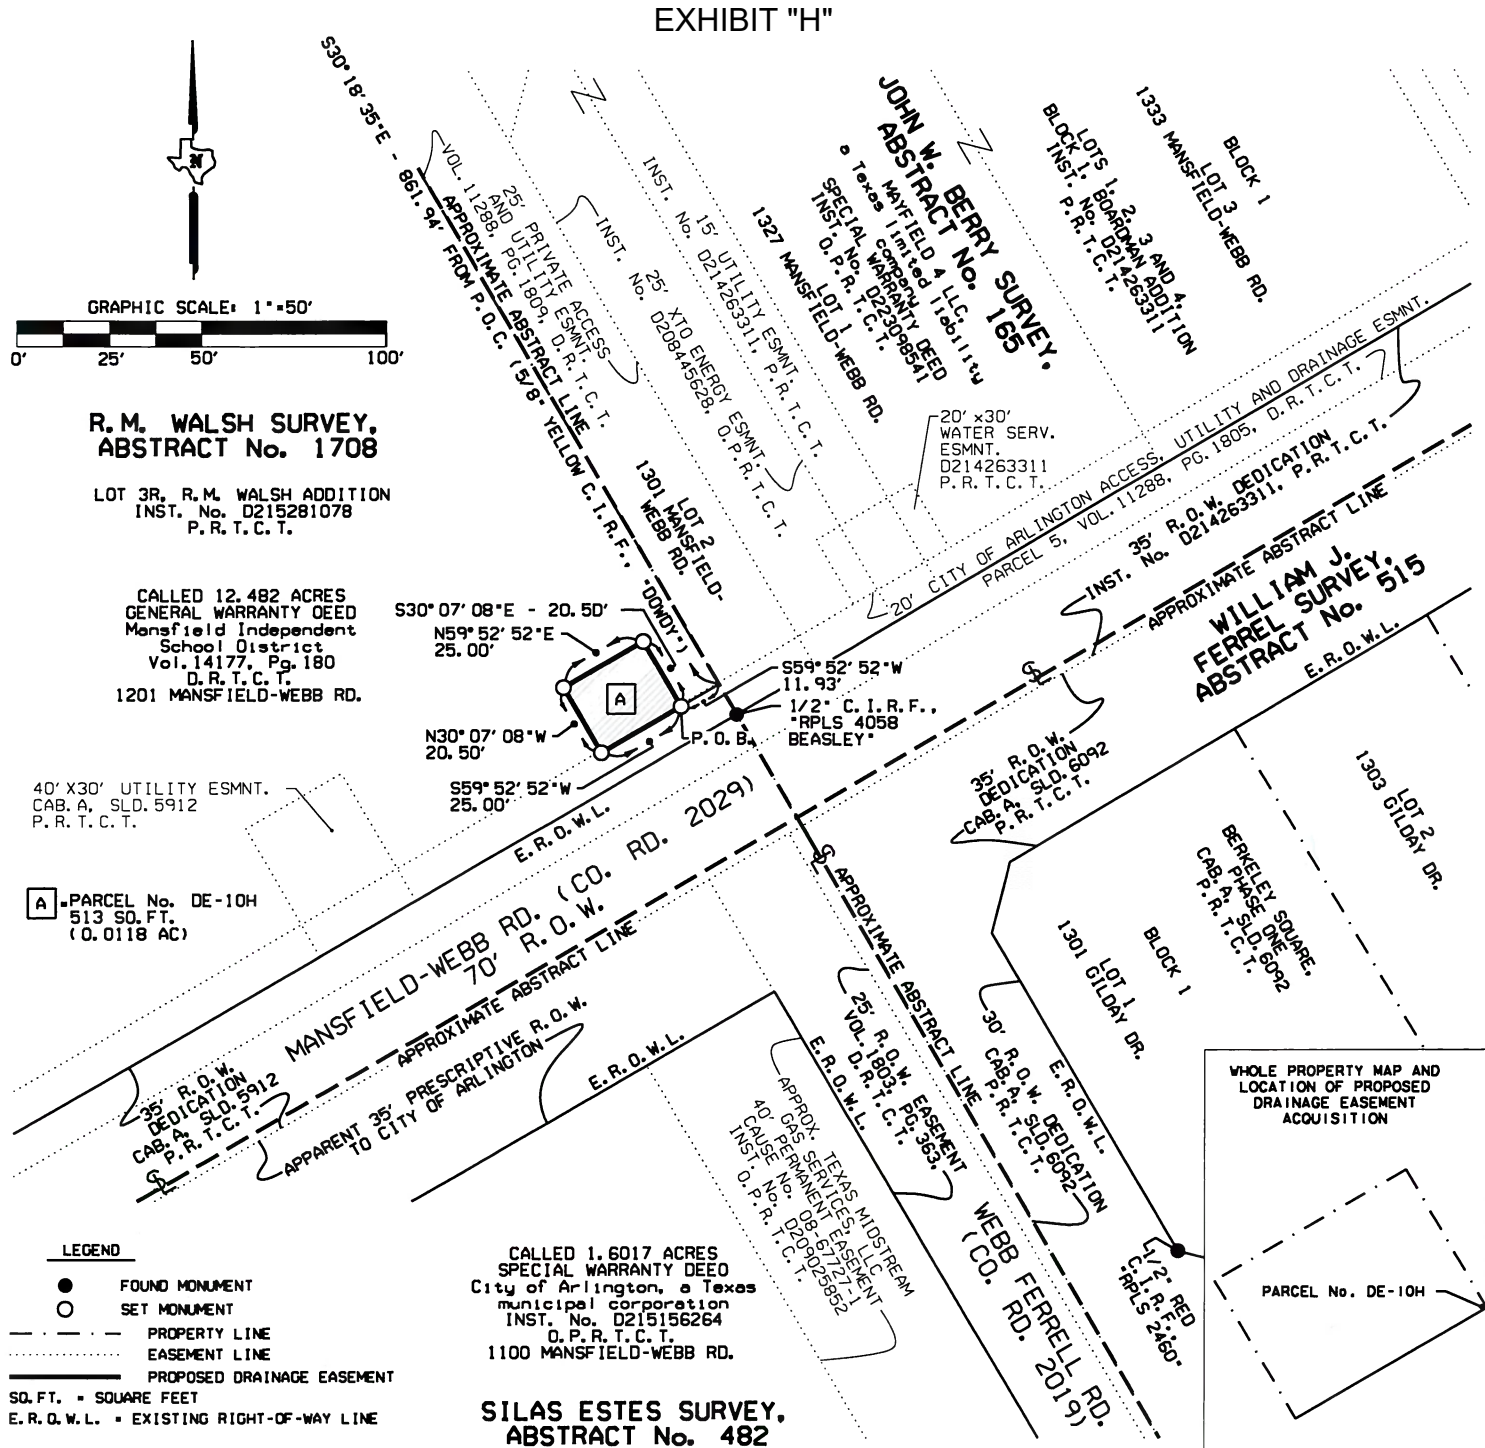 EXHIBIT "H"
N
GRAPHIC SCALE: 1"=50'
0' 25' 50' 100'
R.M. WALSH SURVEY,
ABSTRACT No. 1708
LOT 3R, R.M. WALSH ADDITION
INST. No. D215281078
P.R.T.C.T.
CALLED 12.482 ACRES
GENERAL WARRANTY DEED
Mansfield Independent
School District
Vol. 14177, Pg. 180
D.R.T.C.T.
1201 MANSFIELD-WEBB RD.
40'X30' UTILITY ESMNT.
CAB. A, SLD. 5912
P.R.T.C.T.
A =PARCEL No. DE-10H
513 SQ.FT.
(0.0118 AC)
S30°18'35"E - 861.94' FROM P.O.C. (5/8" YELLOW C.I.R.F., "DOWDY")
APPROXIMATE ABSTRACT LINE
25' PRIVATE ACCESS
AND UTILITY ESMNT.
VOL. 11288, PG. 1809, D.R.T.C.T.
25' XTO ENERGY ESMNT.
INST. No. D208445628, O.P.R.T.C.T.
15' UTILITY ESMNT.
INST. No. D214263311, P.R.T.C.T.
LOT 2
1301 MANSFIELD-
WEBB RD.
JOHN W. BERRY SURVEY,
ABSTRACT No. 165
MAYFIELD 4 LLC,
a Texas limited liability
company
SPECIAL WARRANTY DEED
INST. No. D223098541
O.P.R.T.C.T.
LOT 1
1327 MANSFIELD-WEBB RD.
LOTS 1, 2, 3 AND 4,
BLOCK 1, BOARDMAN ADDITION
INST. No. D214263311
P.R.T.C.T.
BLOCK 1
LOT 3
1333 MANSFIELD-WEBB RD.
20'x30'
WATER SERV.
ESMNT.
D214263311
P.R.T.C.T.
20' CITY OF ARLINGTON ACCESS, UTILITY AND DRAINAGE ESMNT.
PARCEL 5, VOL. 11288, PG. 1805, D.R.T.C.T.
35' R.O.W. DEDICATION
INST. No. D214263311, P.R.T.C.T.
APPROXIMATE ABSTRACT LINE
WILLIAM J.
FERREL SURVEY,
ABSTRACT No. 515
E.R.O.W.L.
S30°07'08"E - 20.50'
N59°52'52"E
25.00'
A
N30°07'08"W
20.50'
S59°52'52"W
25.00'
P.O.B.
S59°52'52"W
11.93'
1/2" C.I.R.F.,
"RPLS 4058
BEASLEY"
E.R.O.W.L.
MANSFIELD-WEBB RD. (CO. RD. 2029)
70' R.O.W.
APPROXIMATE ABSTRACT LINE
35' R.O.W.
DEDICATION
CAB. A, SLD. 5912
P.R.T.C.T.
APPARENT 35' PRESCRIPTIVE R.O.W.
TO CITY OF ARLINGTON
E.R.O.W.L.
35' R.O.W.
DEDICATION
CAB. A, SLD. 6092
P.R.T.C.T.
APPROXIMATE ABSTRACT LINE
25' R.O.W. EASEMENT
VOL. 1803, PG. 363,
D.R.T.C.T.
E.R.O.W.L.
30' R.O.W. DEDICATION
CAB. A, SLD. 6092
P.R.T.C.T.
E.R.O.W.L.
BLOCK 1
LOT 1
1301 GILDAY DR.
BERKELEY SQUARE,
PHASE ONE
CAB. A, SLD. 6092
P.R.T.C.T.
LOT 2
1303 GILDAY DR.
APPROX. TEXAS MIDSTREAM
GAS SERVICES, LLC
40' PERMANENT EASEMENT
CAUSE No. 08-67727-1
INST. No. D209025852
O.P.R.T.C.T.
WEBB FERRELL RD.
(CO. RD. 2019)
1/2" RED
C.I.R.F.,
"RPLS 2460"
WHOLE PROPERTY MAP AND
LOCATION OF PROPOSED
DRAINAGE EASEMENT
ACQUISITION
PARCEL No. DE-10H
LEGEND
FOUND MONUMENT
SET MONUMENT
PROPERTY LINE
EASEMENT LINE
PROPOSED DRAINAGE EASEMENT
SQ.FT. = SQUARE FEET
E.R.O.W.L. = EXISTING RIGHT-OF-WAY LINE
CALLED 1.6017 ACRES
SPECIAL WARRANTY DEED
City of Arlington, a Texas
municipal corporation
INST. No. D215156264
O.P.R.T.C.T.
1100 MANSFIELD-WEBB RD.
SILAS ESTES SURVEY,
ABSTRACT No. 482